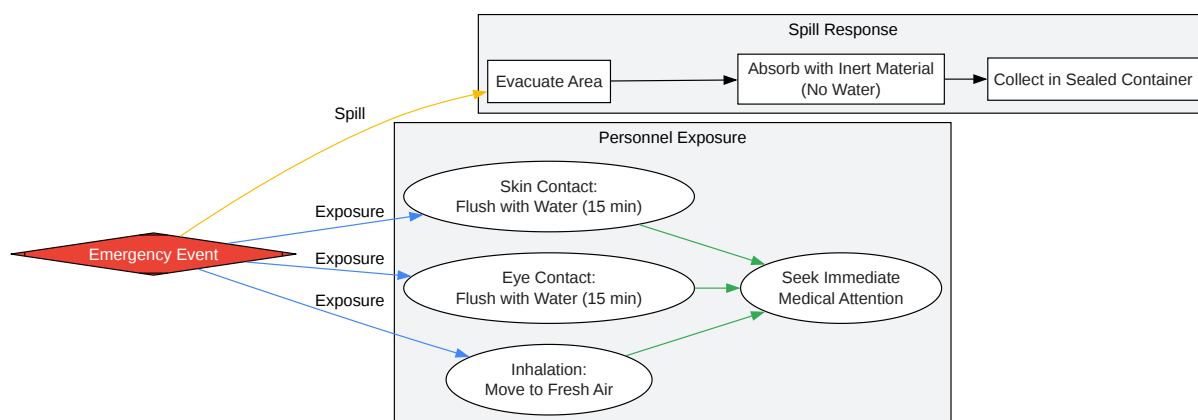 Spill Response
Evacuate Area
Absorb with Inert Material
(No Water)
Collect in Sealed Container
Spill
Personnel Exposure
Skin Contact:
Flush with Water (15 min)
Exposure
Emergency Event
Exposure
Eye Contact:
Flush with Water (15 min)
Seek Immediate
Medical Attention
Exposure
Inhalation:
Move to Fresh Air